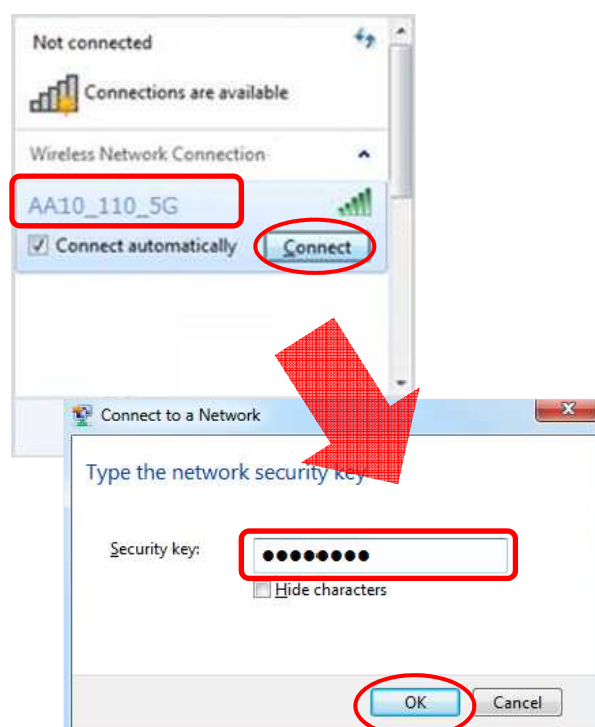 Not connected
Connections are available
Wireless Network Connection
AA10_110_5G
Connect automatically
Connect
Connect to a Network
Type the network security key
Security key:
●●●●●●●●
Hide characters
OK
Cancel